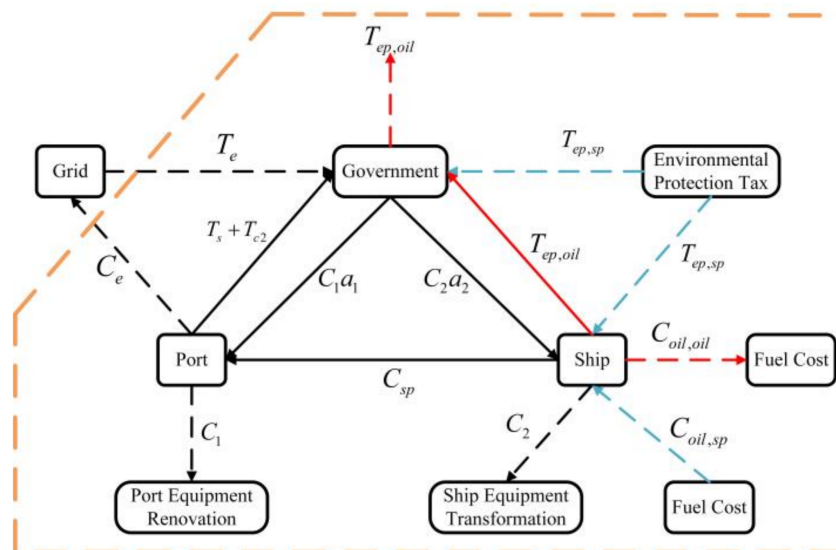 T_{ep,oil}
T_e
T_{ep,sp}
Grid
Government
Environmental
Protection Tax
T_s + T_{c2}
T_{ep,oil}
T_{ep,sp}
C_e
C_1a_1
C_2a_2
C_{oil,oil}
Port
Ship
Fuel Cost
C_{sp}
C_1
C_2
C_{oil,sp}
Port Equipment
Renovation
Ship Equipment
Transformation
Fuel Cost